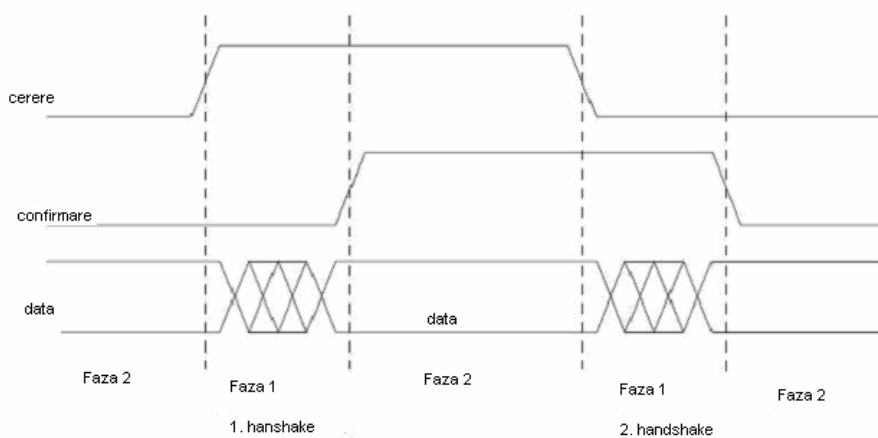 cerere
confirmare
data
data
Faza 2
Faza 1
Faza 2
Faza 1
Faza 2
1. hanshake
2. handshake